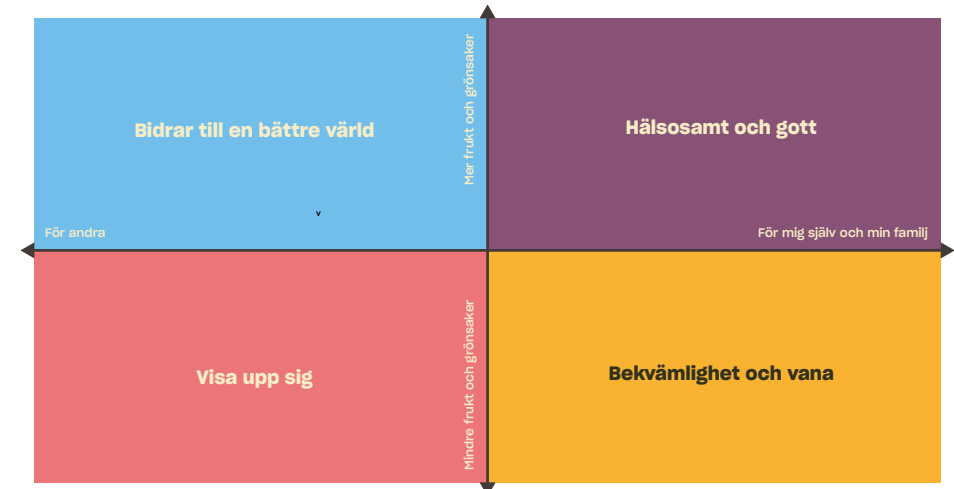 Mer frukt och grönsaker
Bidrar till en bättre värld
Hälsosamt och gott
v
För andra
För mig själv och min familj
Mindre frukt och grönsaker
Visa upp sig
Bekvämlighet och vana